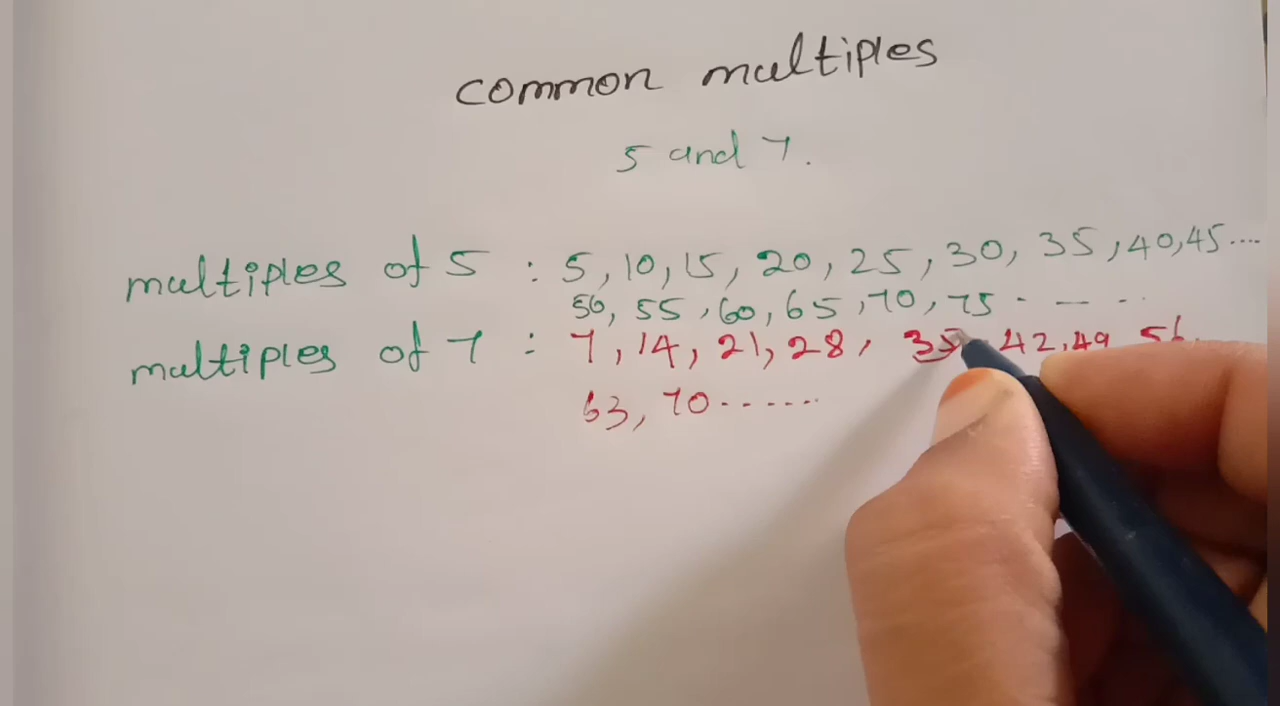 common multiples
5 and 7.
multiples of 5 : 5, 10, 15, 20, 25, 30, 35, 40, 45....
50, 55, 60, 65, 70, 75 - — - -
multiples of 7 : 7, 14, 21, 28, 35 42, 49 56,
63, 70 ......